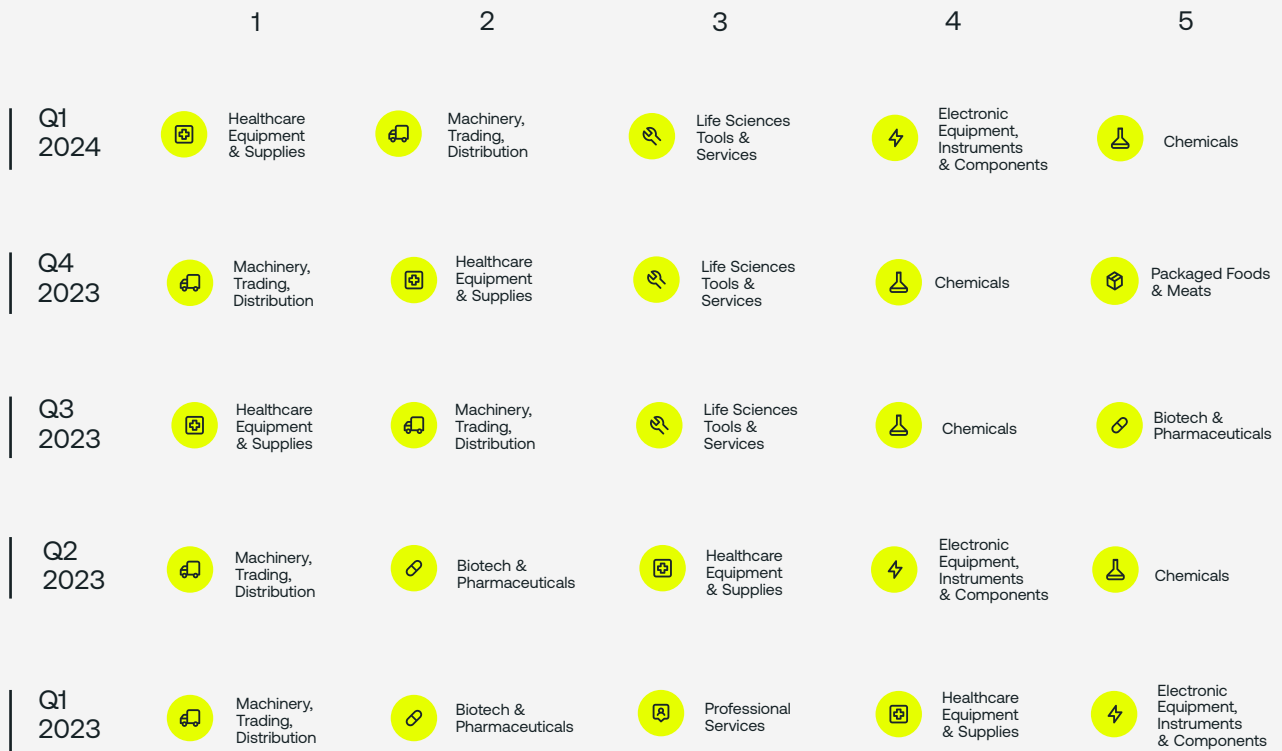 1
2
3
4
5
Q1
2024
Healthcare
Equipment
& Supplies
Machinery,
Trading,
Distribution
Life Sciences
Tools &
Services
Electronic
Equipment,
Instruments
& Components
Chemicals
Q4
2023
Machinery,
Trading,
Distribution
Healthcare
Equipment
& Supplies
Life Sciences
Tools &
Services
Chemicals
Packaged Foods
& Meats
Q3
2023
Healthcare
Equipment
& Supplies
Machinery,
Trading,
Distribution
Life Sciences
Tools &
Services
Chemicals
Biotech &
Pharmaceuticals
Q2
2023
Machinery,
Trading,
Distribution
Biotech &
Pharmaceuticals
Healthcare
Equipment
& Supplies
Electronic
Equipment,
Instruments
& Components
Chemicals
Q1
2023
Machinery,
Trading,
Distribution
Biotech &
Pharmaceuticals
Professional
Services
Healthcare
Equipment
& Supplies
Electronic
Equipment,
Instruments
& Components